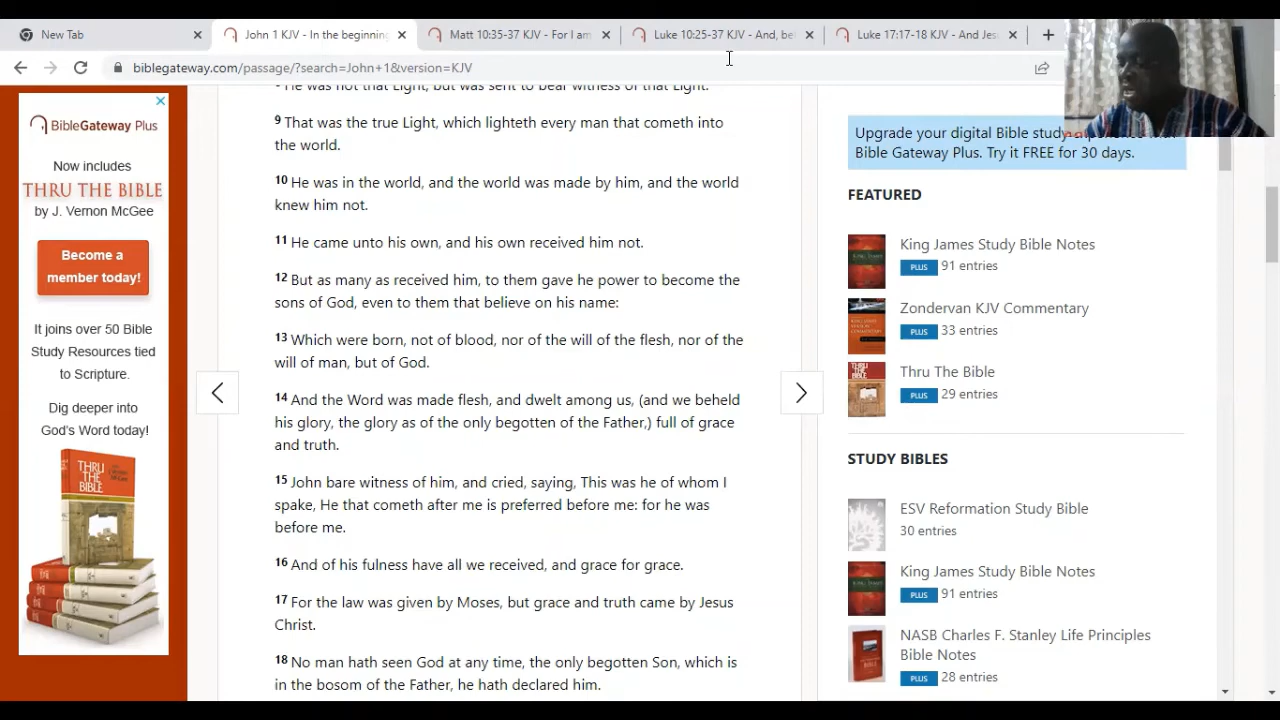 New Tab
John 1 KJV - In the beginning
Matt 10:35-37 KJV - For I am
Luke 10:25-37 KJV - And, be
Luke 17:17-18 KJV - And Jes
biblegateway.com/passage/?search=John+1&version=KJV
BibleGateway Plus
Now includes
THRU THE BIBLE
by J. Vernon McGee
Become a
member today!
It joins over 50 Bible
Study Resources tied
to Scripture.
Dig deeper into
God's Word today!
THRU
THE
BIBLE
He was not that Light, but was sent to bear witness of that Light.
9 That was the true Light, which lighteth every man that cometh into
the world.
10 He was in the world, and the world was made by him, and the world
knew him not.
11 He came unto his own, and his own received him not.
12 But as many as received him, to them gave he power to become the
sons of God, even to them that believe on his name:
13 Which were born, not of blood, nor of the will of the flesh, nor of the
will of man, but of God.
14 And the Word was made flesh, and dwelt among us, (and we beheld
his glory, the glory as of the only begotten of the Father,) full of grace
and truth.
15 John bare witness of him, and cried, saying, This was he of whom I
spake, He that cometh after me is preferred before me: for he was
before me.
16 And of his fulness have all we received, and grace for grace.
17 For the law was given by Moses, but grace and truth came by Jesus
Christ.
18 No man hath seen God at any time, the only begotten Son, which is
in the bosom of the Father, he hath declared him.
Upgrade your digital Bible study
Bible Gateway Plus. Try it FREE for 30 days.
FEATURED
King James Study Bible Notes
PLUS 91 entries
Zondervan KJV Commentary
PLUS 33 entries
Thru The Bible
PLUS 29 entries
STUDY BIBLES
ESV Reformation Study Bible
30 entries
King James Study Bible Notes
PLUS 91 entries
NASB Charles F. Stanley Life Principles
Bible Notes
PLUS 28 entries